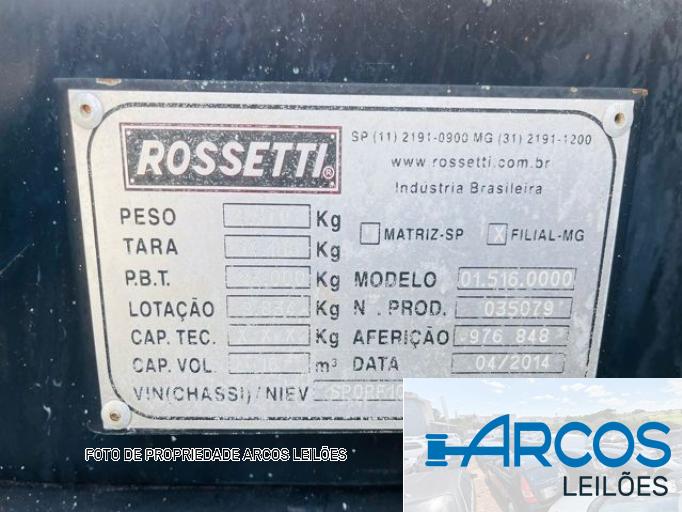 ROSSETTI®
SP (11) 2191-0900 MG (31) 2191-1200
www.rossetti.com.br
Indústria Brasileira
PESO Kg
TARA Kg
MATRIZ-SP X FILIAL-MG
P.B.T. Kg MODELO 01.516.0000
LOTAÇÃO Kg Nº. PROD. 035079
CAP. TEC. X X X Kg AFERIÇÃO 976 848
CAP. VOL. m³ DATA 04/2014
VIN(CHASSI)/NIEV
FOTO DE PROPRIEDADE ARCOS LEILÕES
ARCOS
LEILÕES